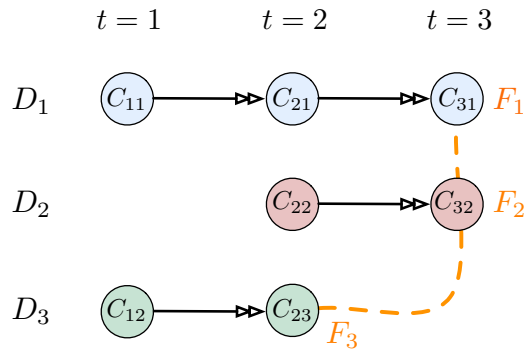 t = 1 t = 2 t = 3
D₁ C₁₁ C₂₁ C₃₁ F₁
D₂ C₂₂ C₃₂ F₂
D₃ C₁₂ C₂₃ F₃